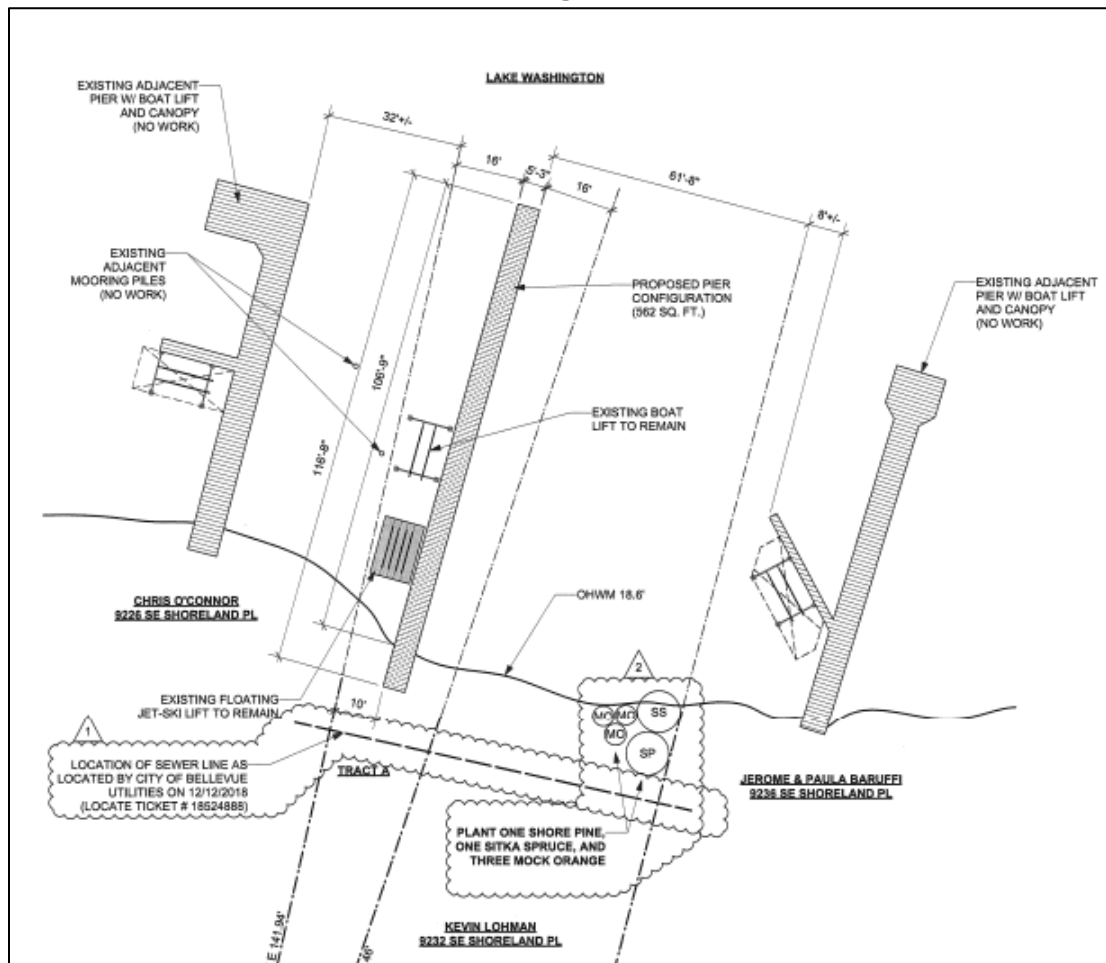 LAKE WASHINGTON
EXISTING ADJACENT
PIER W/ BOAT LIFT
AND CANOPY
(NO WORK)
32'+/-
16'
5'-3"
16'
61'-8"
8'+/-
EXISTING
ADJACENT
MOORING PILES
(NO WORK)
PROPOSED PIER
CONFIGURATION
(562 SQ. FT.)
EXISTING ADJACENT
PIER W/ BOAT LIFT
AND CANOPY
(NO WORK)
106'-9"
116'-9"
EXISTING BOAT
LIFT TO REMAIN
CHRIS O'CONNOR
9226 SE SHORELAND PL
OHWM 18.6'
EXISTING FLOATING
JET-SKI LIFT TO REMAIN
10'
2
MO
MO
MO
SS
SP
1
LOCATION OF SEWER LINE AS
LOCATED BY CITY OF BELLEVUE
UTILITIES ON 12/12/2018
(LOCATE TICKET # 18524888)
TRACT A
JEROME & PAULA BARUFFI
9236 SE SHORELAND PL
PLANT ONE SHORE PINE,
ONE SITKA SPRUCE, AND
THREE MOCK ORANGE
KEVIN LOHMAN
9232 SE SHORELAND PL
E 141.94'
46'